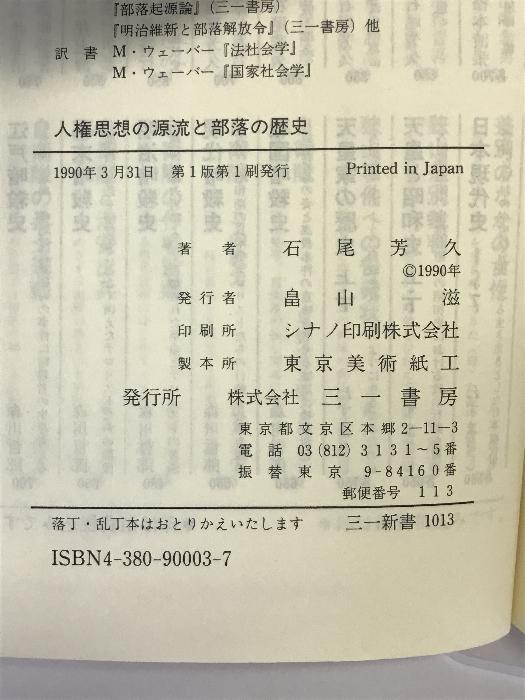 『部落起源論』(三一書房)
『明治維新と部落解放令』(三一書房) 他
訳書 M・ウェーバー『法社会学』
M・ウェーバー『国家社会学』
人権思想の源流と部落の歴史
1990年3月31日 第1版第1刷発行 Printed in Japan
著者 石尾芳久
©1990年
発行者 畠山滋
印刷所 シナノ印刷株式会社
製本所 東京美術紙工
発行所 株式会社 三一書房
東京都文京区本郷2−11−3
電話 03(812)3131〜5番
振替東京 9-84160番
郵便番号 113
落丁・乱丁本はおとりかえいたします 三一新書 1013
ISBN4-380-90003-7